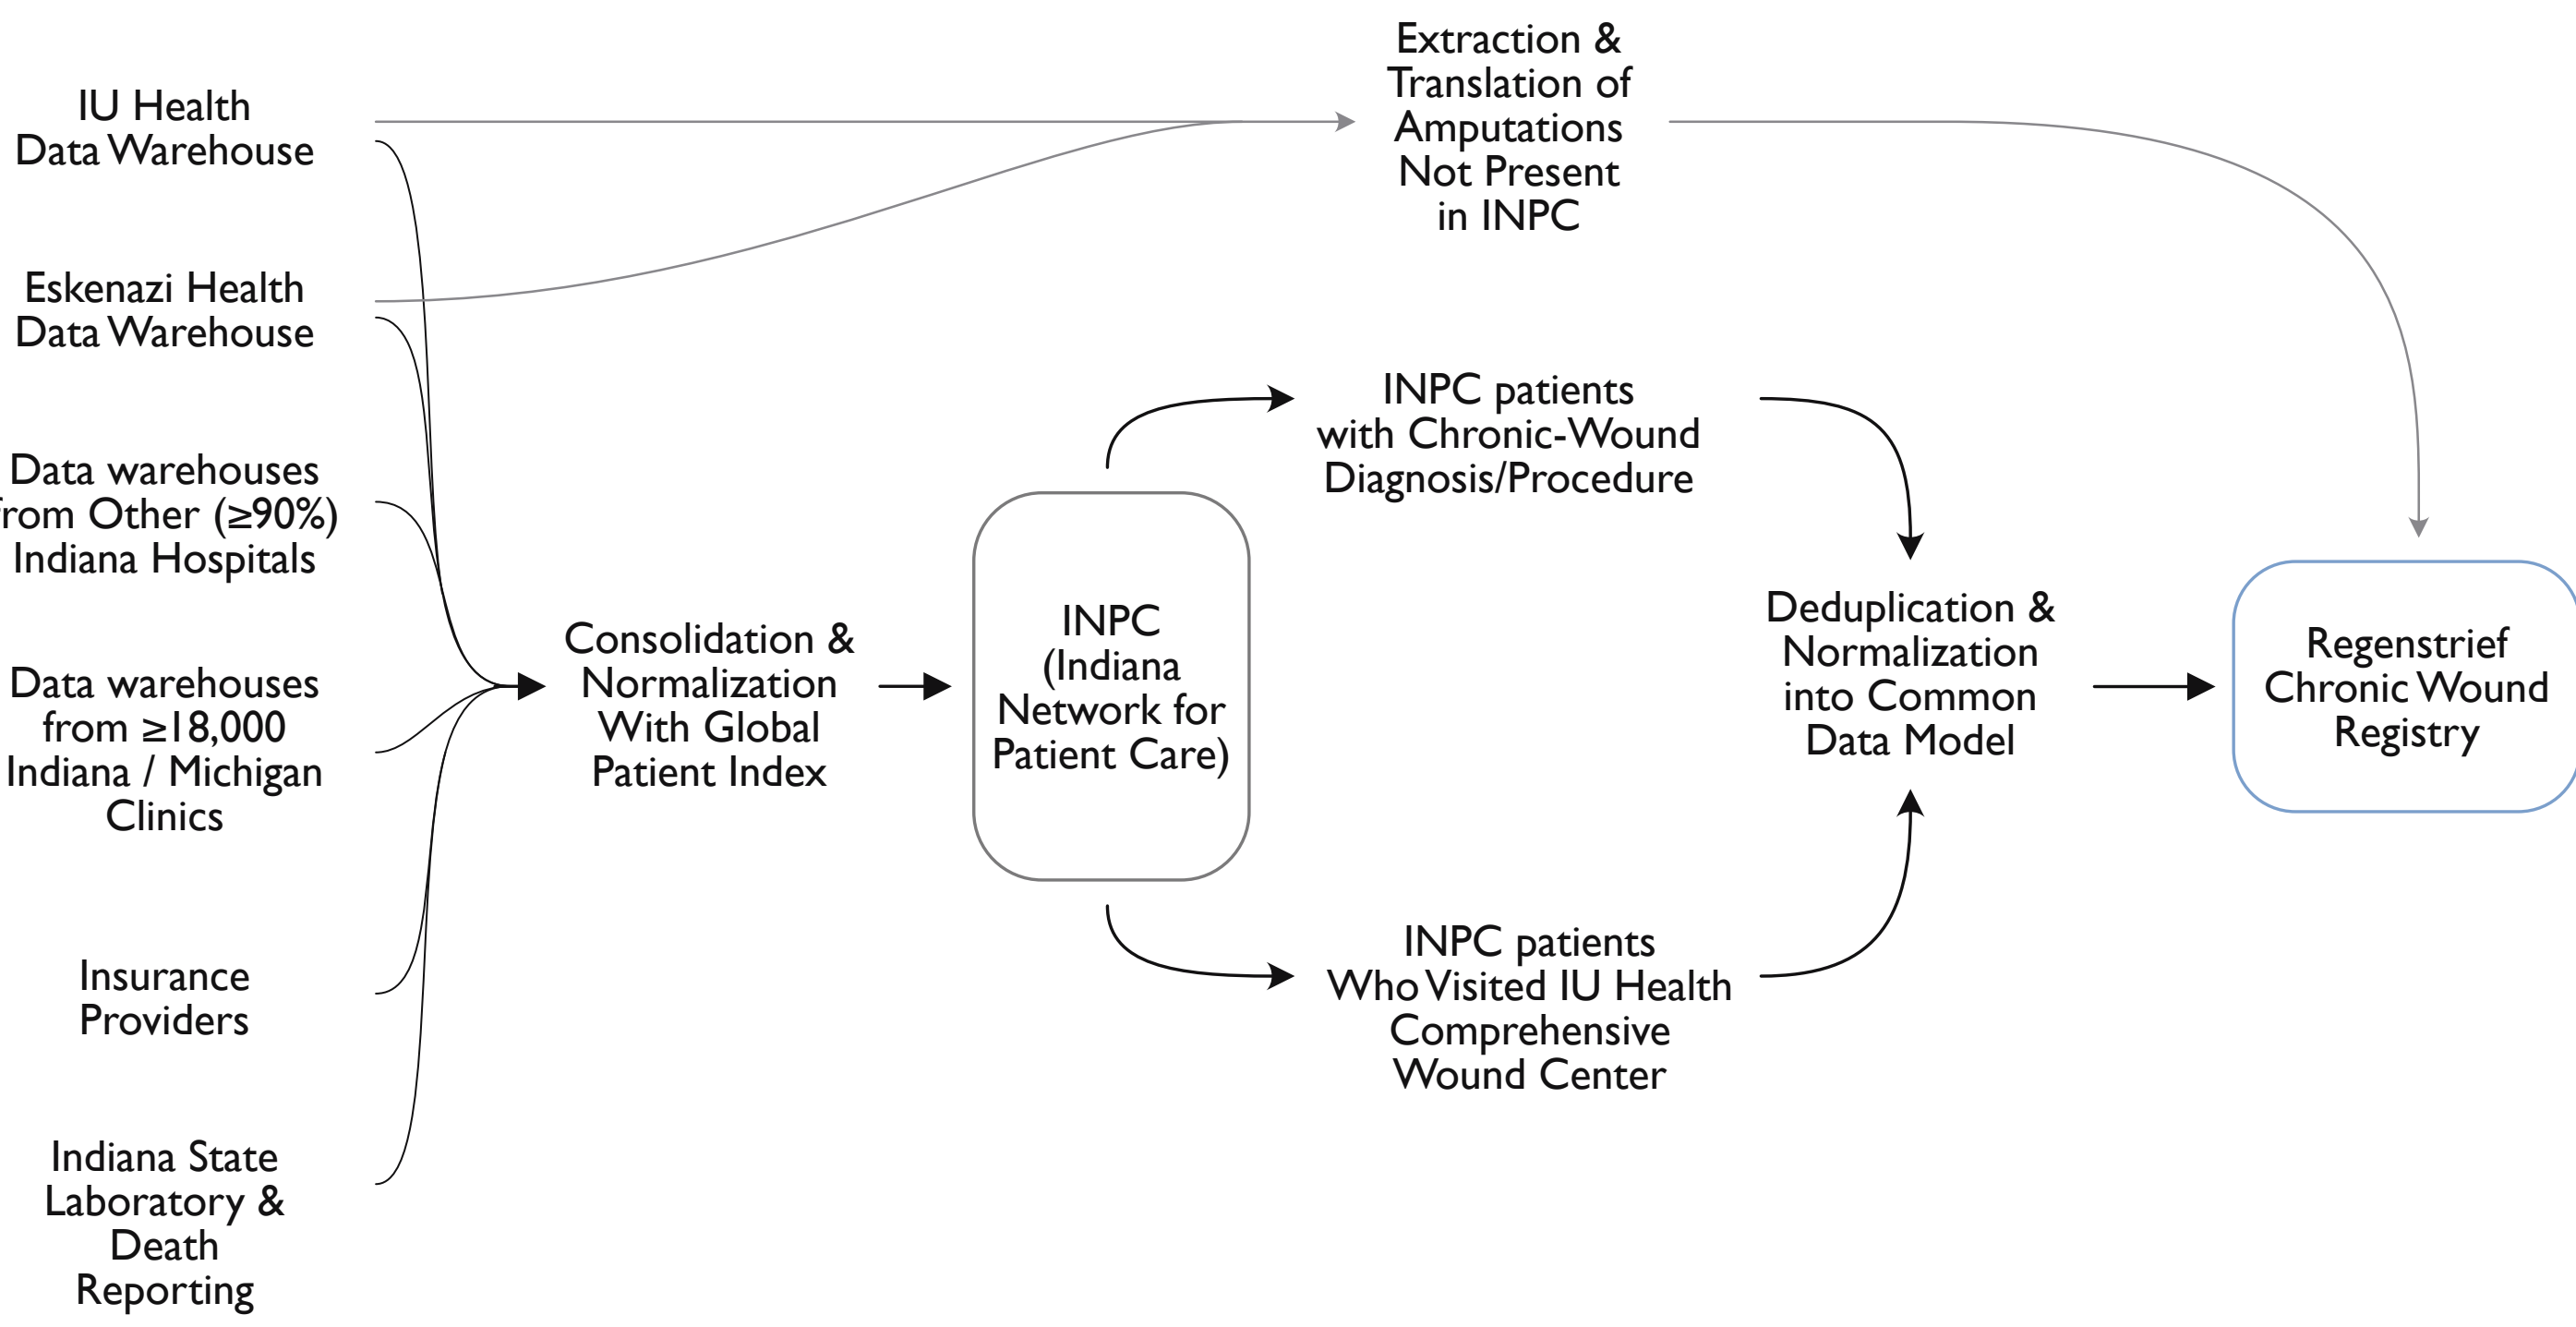 IU Health
Data Warehouse
Eskenazi Health
Data Warehouse
Data warehouses
from Other (≥90%)
Indiana Hospitals
Data warehouses
from ≥18,000
Indiana / Michigan
Clinics
Insurance
Providers
Indiana State
Laboratory &
Death
Reporting
Consolidation &
Normalization
With Global
Patient Index
INPC
(Indiana
Network for
Patient Care)
Extraction &
Translation of
Amputations
Not Present
in INPC
INPC patients
with Chronic-Wound
Diagnosis/Procedure
INPC patients
Who Visited IU Health
Comprehensive
Wound Center
Deduplication &
Normalization
into Common
Data Model
Regenstrief
Chronic Wound
Registry